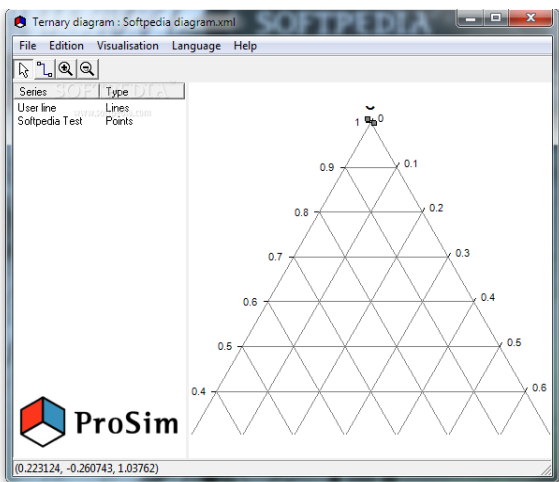 SOFTPEDIA
Ternary diagram : Softpedia diagram.xml
File Edition Visualisation Language Help
Series Type
SOFTPEDIA
User line Lines
Softpedia Test Points
1 0
0.9 0.1
0.8 0.2
0.7 0.3
0.6 0.4
0.5 0.5
0.4 0.6
ProSim
(0.223124, -0.260743, 1.03762)